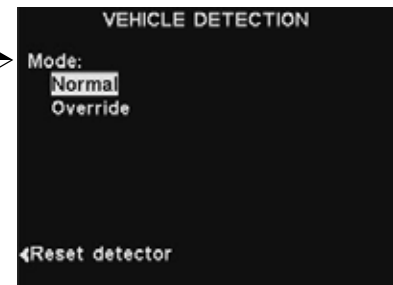 VEHICLE DETECTION
Mode:
Normal
Override
Reset detector